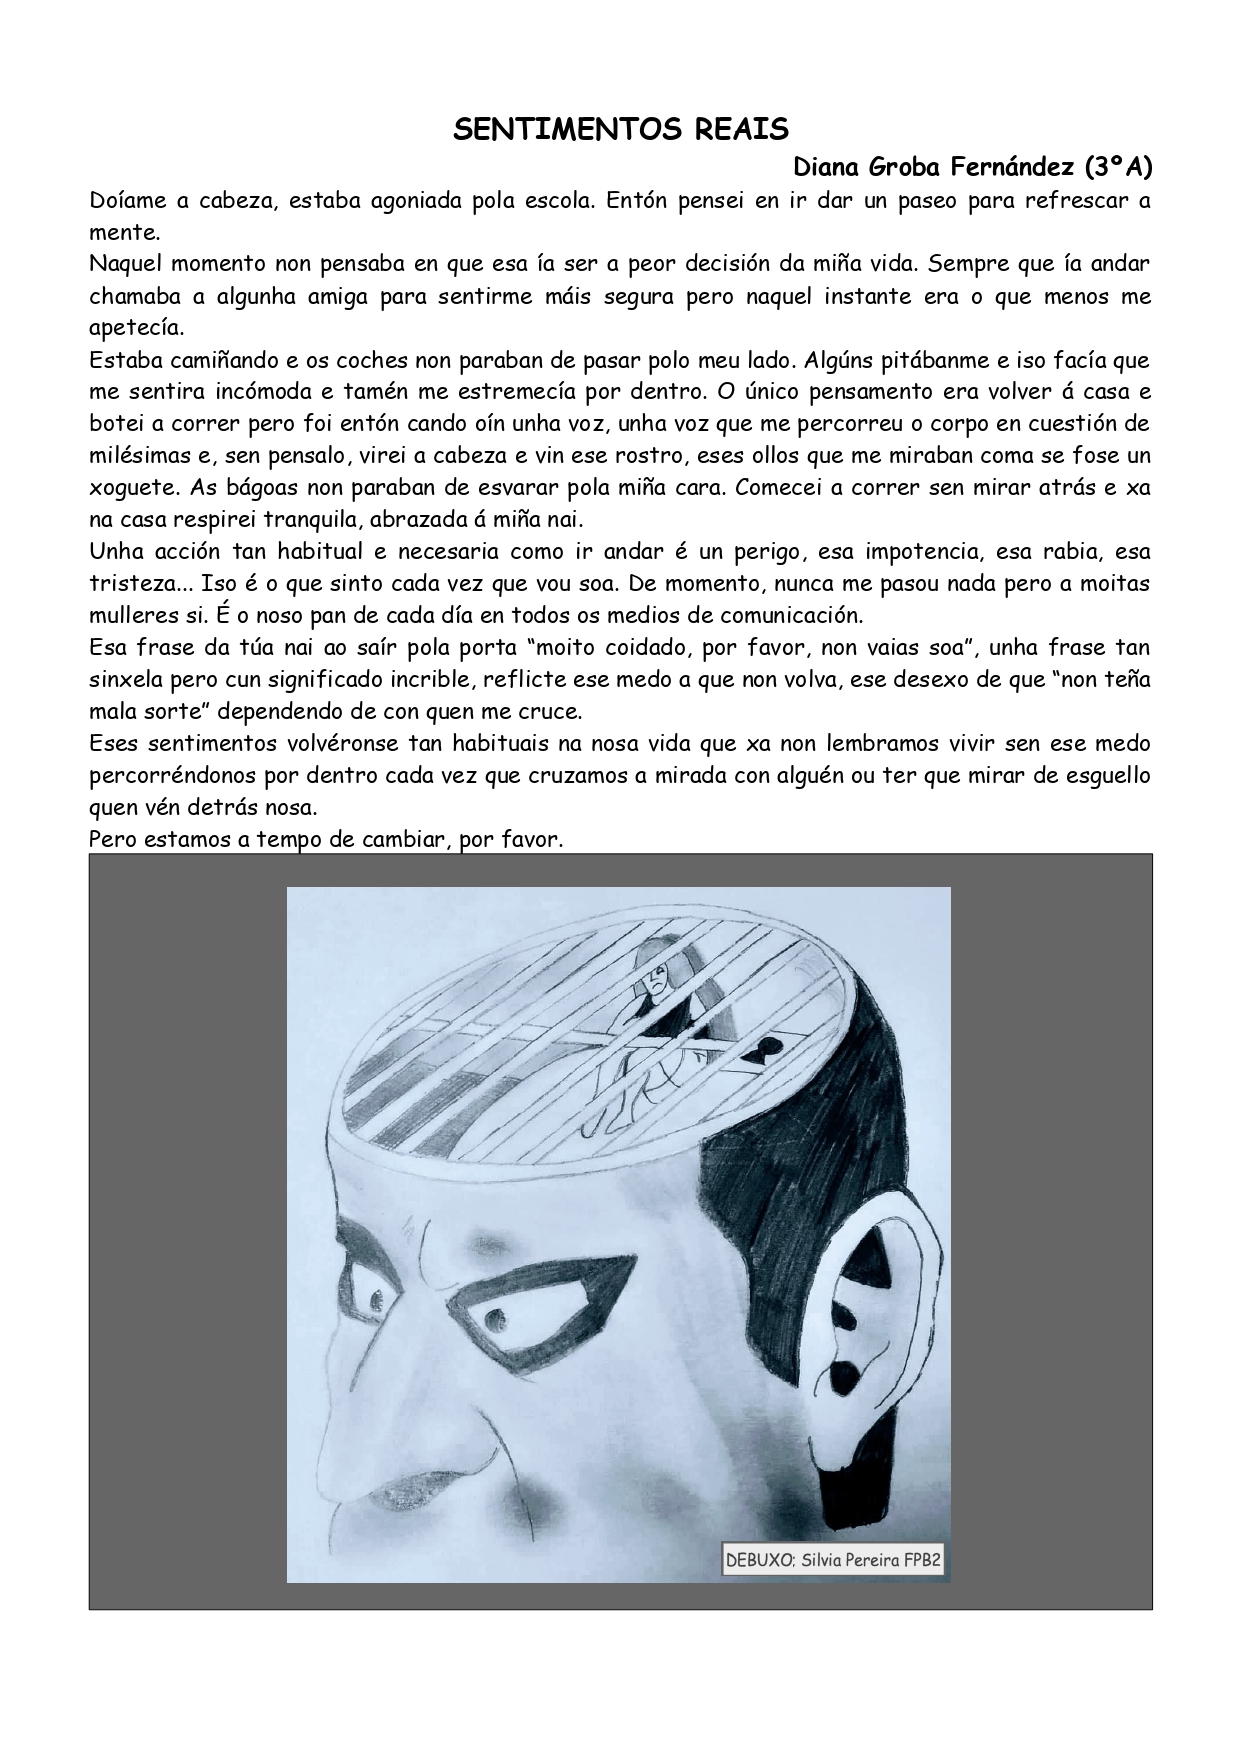 SENTIMENTOS REAIS
Diana Groba Fernández (3ºA)
Doíame a cabeza, estaba agoniada pola escola. Entón pensei en ir dar un paseo para refrescar a
mente.
Naquel momento non pensaba en que esa ía ser a peor decisión da miña vida. Sempre que ía andar
chamaba a algunha amiga para sentirme máis segura pero naquel instante era o que menos me
apetecía.
Estaba camiñando e os coches non paraban de pasar polo meu lado. Algúns pitábanme e iso facía que
me sentira incómoda e tamén me estremecía por dentro. O único pensamento era volver á casa e
botei a correr pero foi entón cando oín unha voz, unha voz que me percorreu o corpo en cuestión de
milésimas e, sen pensalo, virei a cabeza e vin ese rostro, eses ollos que me miraban coma se fose un
xoguete. As bágoas non paraban de esvarar pola miña cara. Comecei a correr sen mirar atrás e xa
na casa respirei tranquila, abrazada á miña nai.
Unha acción tan habitual e necesaria como ir andar é un perigo, esa impotencia, esa rabia, esa
tristeza... Iso é o que sinto cada vez que vou soa. De momento, nunca me pasou nada pero a moitas
mulleres si. É o noso pan de cada día en todos os medios de comunicación.
Esa frase da túa nai ao saír pola porta “moito coidado, por favor, non vaias soa”, unha frase tan
sinxela pero cun significado incrible, reflicte ese medo a que non volva, ese desexo de que “non teña
mala sorte” dependendo de con quen me cruce.
Eses sentimentos volvéronse tan habituais na nosa vida que xa non lembramos vivir sen ese medo
percorréndonos por dentro cada vez que cruzamos a mirada con alguén ou ter que mirar de esguello
quen vén detrás nosa.
Pero estamos a tempo de cambiar, por favor.
DEBUXO: Silvia Pereira FPB2